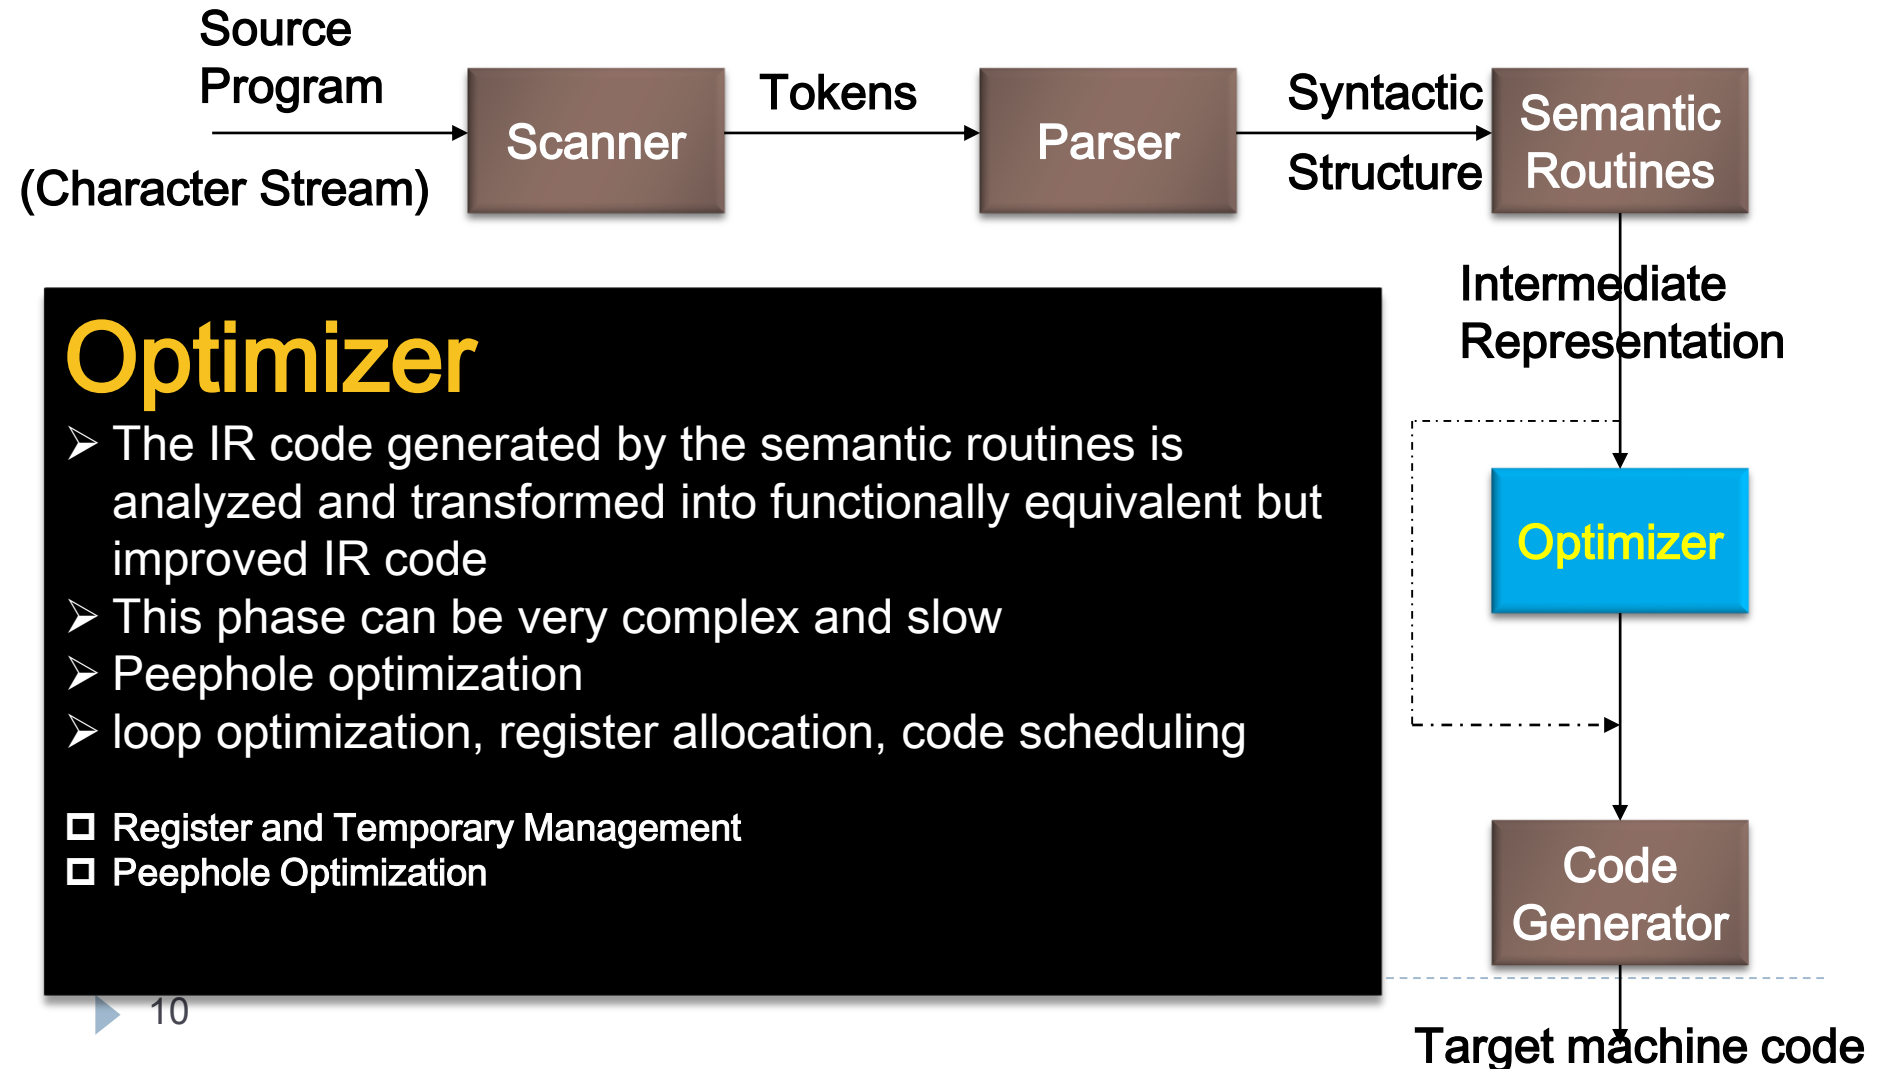 Source
Program
(Character Stream)
Scanner
Tokens
Parser
Syntactic
Structure
Semantic
Routines
Intermediate
Representation
Optimizer
➢ The IR code generated by the semantic routines is
analyzed and transformed into functionally equivalent but
improved IR code
➢ This phase can be very complex and slow
➢ Peephole optimization
➢ loop optimization, register allocation, code scheduling
❑ Register and Temporary Management
❑ Peephole Optimization
Optimizer
Code
Generator
Target machine code
10